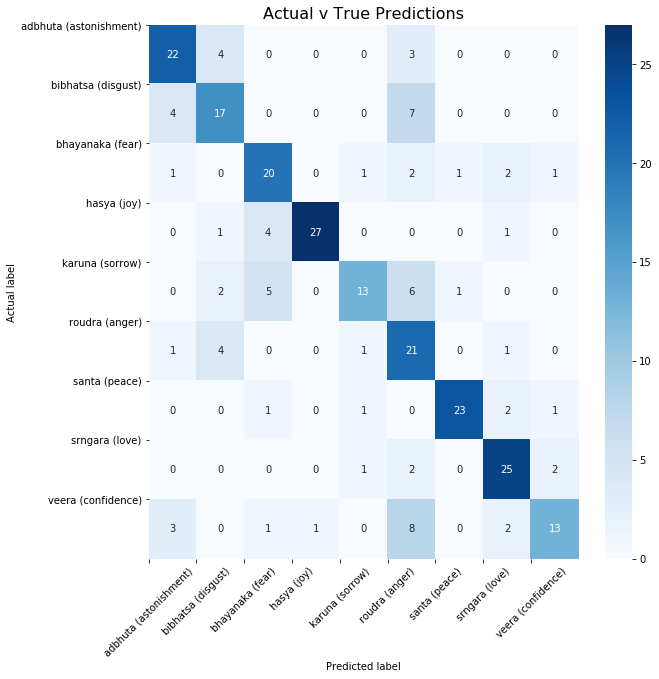 Actual v True Predictions
adbhuta (astonishment)
22 4 0 0 0 3 0 0 0
bibhatsa (disgust)
4 17 0 0 0 7 0 0 0
bhayanaka (fear)
1 0 20 0 1 2 1 2 1
hasya (joy)
0 1 4 27 0 0 0 1 0
karuna (sorrow)
0 2 5 0 13 6 1 0 0
roudra (anger)
1 4 0 0 1 21 0 1 0
santa (peace)
0 0 1 0 1 0 23 2 1
srngara (love)
0 0 0 0 1 2 0 25 2
veera (confidence)
3 0 1 1 0 8 0 2 13
Actual label
adbhuta (astonishment)
bibhatsa (disgust)
bhayanaka (fear)
hasya (joy)
karuna (sorrow)
roudra (anger)
santa (peace)
srngara (love)
veera (confidence)
Predicted label
25
20
15
10
5
0